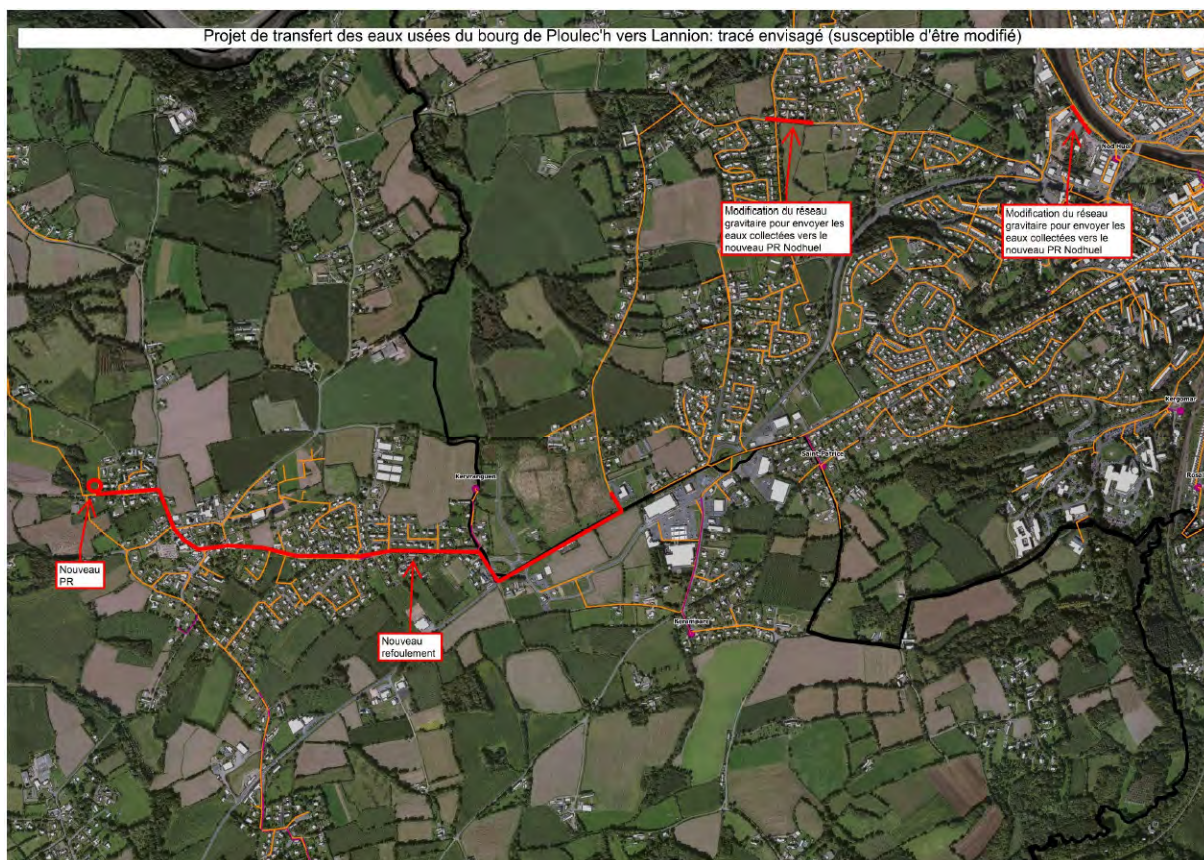 Projet de transfert des eaux usées du bourg de Ploulec'h vers Lannion: tracé envisagé (susceptible d'être modifié)
Modification du réseau
gravitaire pour envoyer les
eaux collectées vers le
nouveau PR Nodhuel
Modification du réseau
gravitaire pour envoyer les
eaux collectées vers le
nouveau PR Nodhuel
Saint-Patrice
Nouveau
PR
Nouveau
refoulement